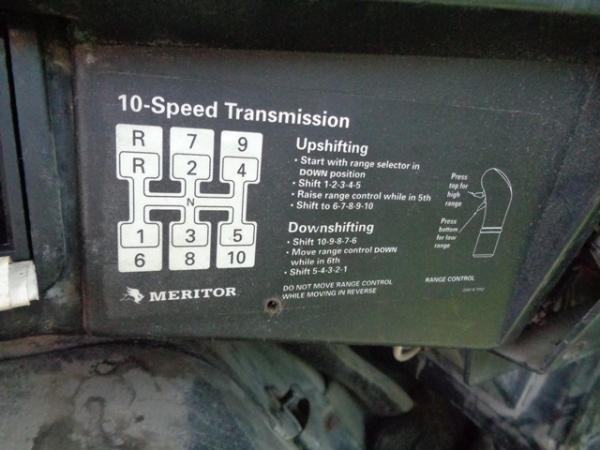 10-Speed Transmission
R 7 9
R 2 4
N
1 3 5
6 8 10
MERITOR
Upshifting
• Start with range selector in
DOWN position
• Shift 1-2-3-4-5
• Raise range control while in 5th
• Shift to 6-7-8-9-10
Downshifting
• Shift 10-9-8-7-6
• Move range control DOWN
while in 6th
• Shift 5-4-3-2-1
DO NOT MOVE RANGE CONTROL
WHILE MOVING IN REVERSE
Press
top for
high
range
Press
bottom
for low
range
RANGE CONTROL